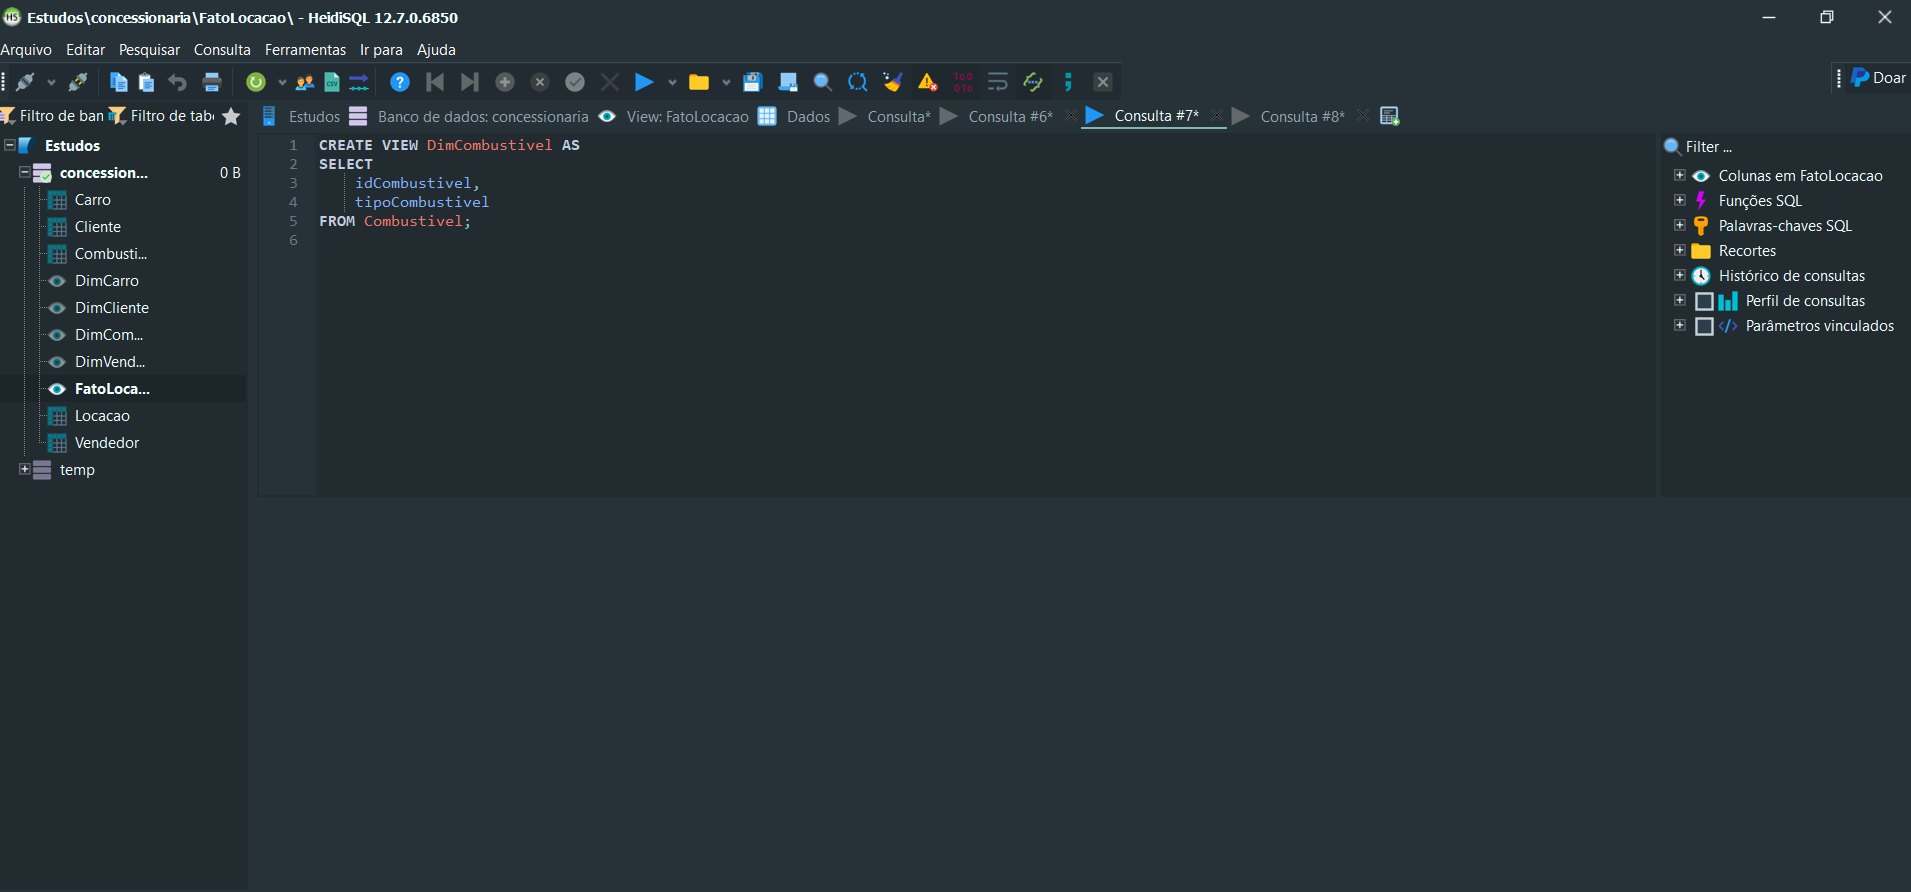 Estudos\concessionaria\FatoLocacao\ - HeidiSQL 12.7.0.6850
Arquivo Editar Pesquisar Consulta Ferramentas Ir para Ajuda
Doar
Filtro de ban Filtro de tabe
Estudos Banco de dados: concessionaria View: FatoLocacao Dados Consulta* Consulta #6* Consulta #7* Consulta #8*
Estudos
concession... 0 B
Carro
Cliente
Combusti...
DimCarro
DimCliente
DimCom...
DimVend...
FatoLoca...
Locacao
Vendedor
temp
1 CREATE VIEW DimCombustivel AS
2 SELECT
3 idCombustivel,
4 tipoCombustivel
5 FROM Combustivel;
6
Filter ...
Colunas em FatoLocacao
Funções SQL
Palavras-chaves SQL
Recortes
Histórico de consultas
Perfil de consultas
Parâmetros vinculados